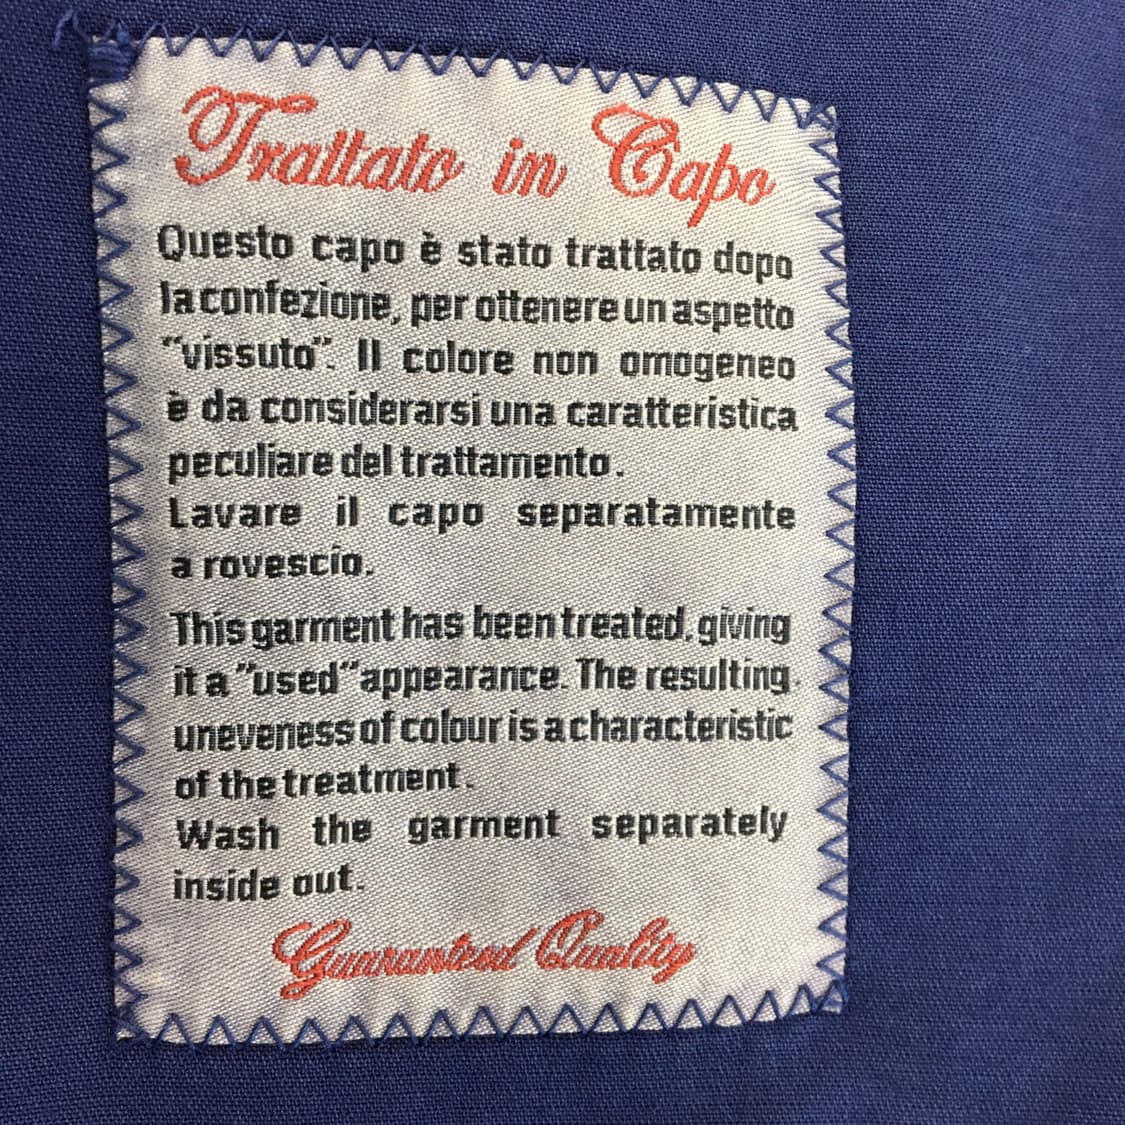 Trattato in Capo
Questo capo è stato trattato dopo
la confezione, per ottenere un aspetto
“vissuto”. Il colore non omogeneo
è da considerarsi una caratteristica
peculiare del trattamento.
Lavare il capo separatamente
a rovescio.
This garment has been treated, giving
it a ”used“ appearance. The resulting
uneveness of colour is a characteristic
of the treatment.
Wash the garment separately
inside out.
Guaranteed Quality